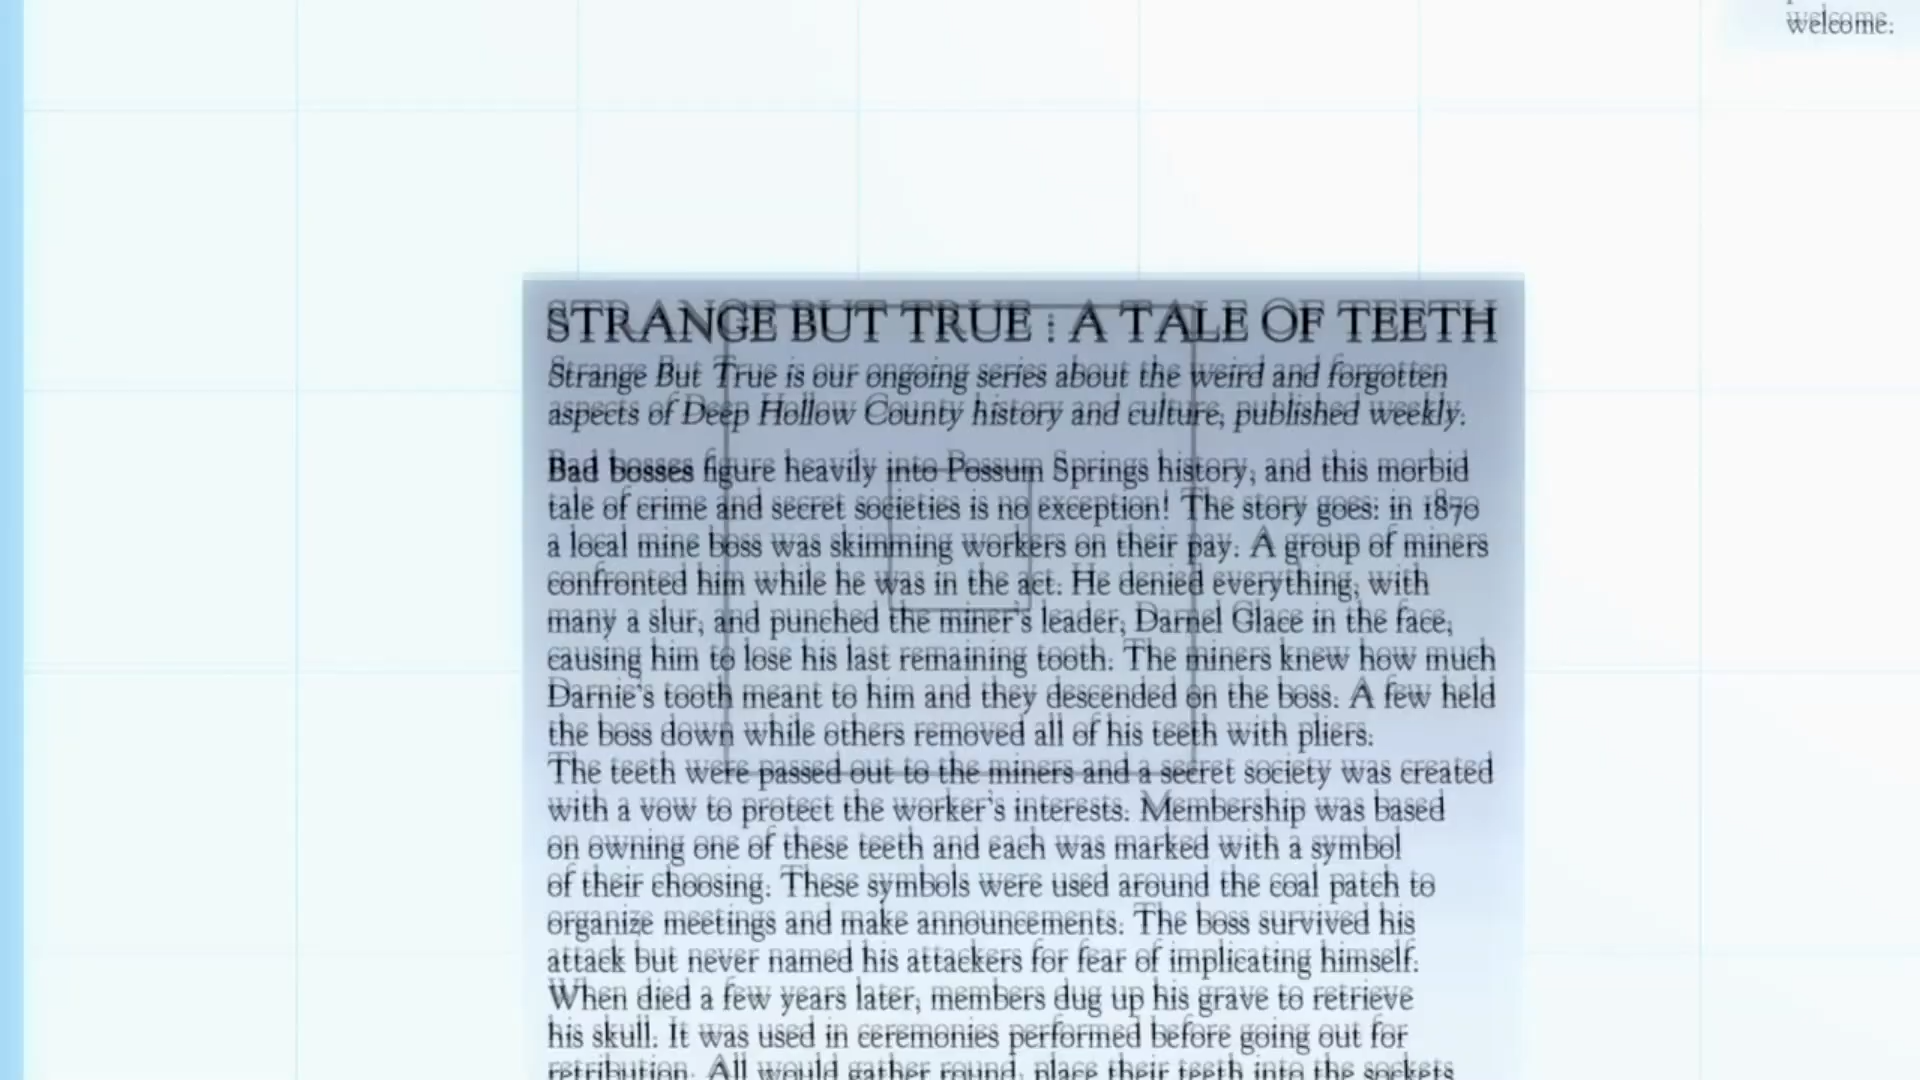 welcome.
STRANGE BUT TRUE : A TALE OF TEETH
Strange But True is our ongoing series about the weird and forgotten
aspects of Deep Hollow County history and culture, published weekly.
Bad bosses figure heavily into Possum Springs history, and this morbid
tale of crime and secret societies is no exception! The story goes: in 1870
a local mine boss was skimming workers on their pay. A group of miners
confronted him while he was in the act. He denied everything, with
many a slur, and punched the miner's leader, Darnel Glace in the face,
causing him to lose his last remaining tooth. The miners knew how much
Darnie's tooth meant to him and they descended on the boss. A few held
the boss down while others removed all of his teeth with pliers.
The teeth were passed out to the miners and a secret society was created
with a vow to protect the worker's interests. Membership was based
on owning one of these teeth and each was marked with a symbol
of their choosing. These symbols were used around the coal patch to
organize meetings and make announcements. The boss survived his
attack but never named his attackers for fear of implicating himself.
When died a few years later, members dug up his grave to retrieve
his skull. It was used in ceremonies performed before going out for
retribution. All would gather round, place their teeth into the sockets